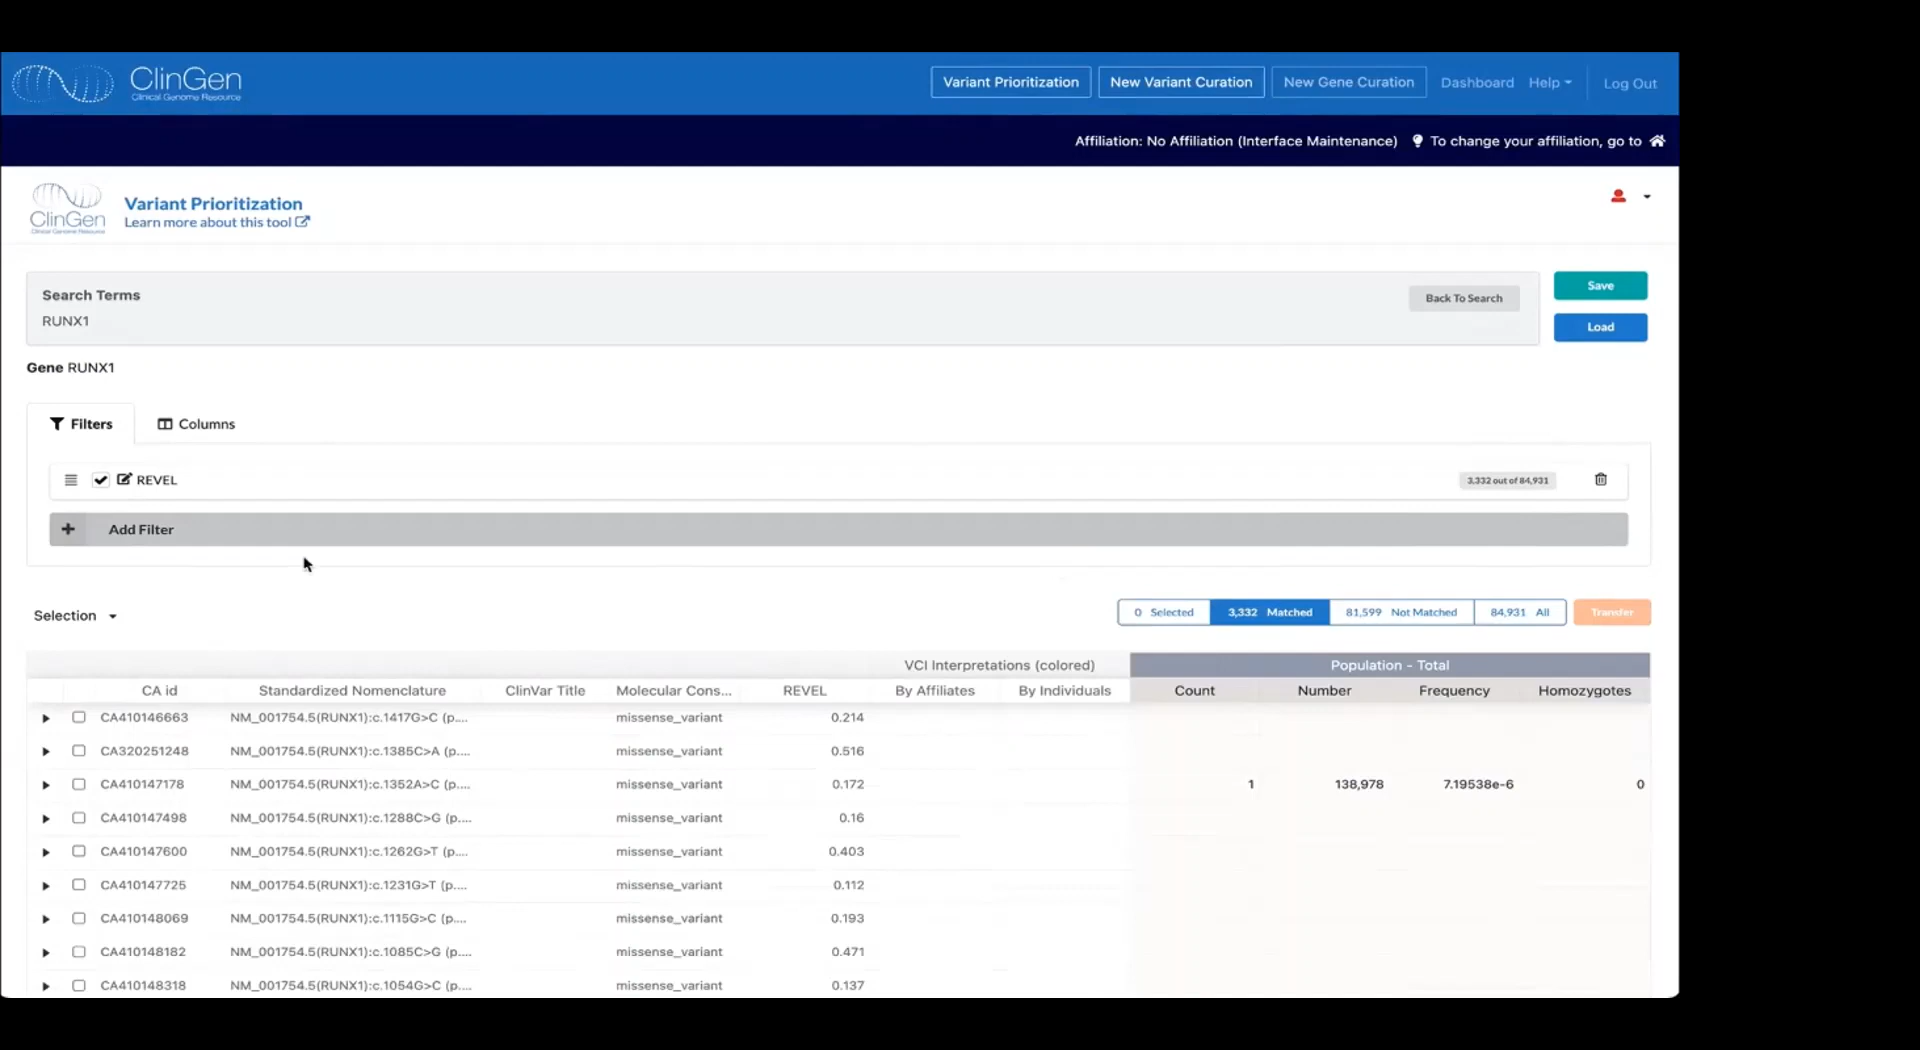 ClinGen
Clinical Genome Resource
Variant Prioritization
New Variant Curation
New Gene Curation
Dashboard
Help
Log Out
Affiliation: No Affiliation (Interface Maintenance)
To change your affiliation, go to
ClinGen
Clinical Genome Resource
Variant Prioritization
Learn more about this tool
Search Terms
RUNX1
Back To Search
Save
Load
Gene RUNX1
Filters
Columns
REVEL
3,332 out of 84,931
Add Filter
Selection
0 Selected
3,332 Matched
81,599 Not Matched
84,931 All
Transfer
VCI Interpretations (colored)
Population - Total
CA id Standardized Nomenclature ClinVar Title Molecular Cons... REVEL By Affiliates By Individuals Count Number Frequency Homozygotes
CA410146663 NM_001754.5(RUNX1):c.1417G>C (p.... missense_variant 0.214
CA320251248 NM_001754.5(RUNX1):c.1385C>A (p.... missense_variant 0.516
CA410147178 NM_001754.5(RUNX1):c.1352A>C (p.... missense_variant 0.172 1 138,978 7.19538e-6 0
CA410147498 NM_001754.5(RUNX1):c.1288C>G (p.... missense_variant 0.16
CA410147600 NM_001754.5(RUNX1):c.1262G>T (p.... missense_variant 0.403
CA410147725 NM_001754.5(RUNX1):c.1231G>T (p.... missense_variant 0.112
CA410148069 NM_001754.5(RUNX1):c.1115G>C (p.... missense_variant 0.193
CA410148182 NM_001754.5(RUNX1):c.1085C>G (p.... missense_variant 0.471
CA410148318 NM_001754.5(RUNX1):c.1054G>C (p.... missense_variant 0.137